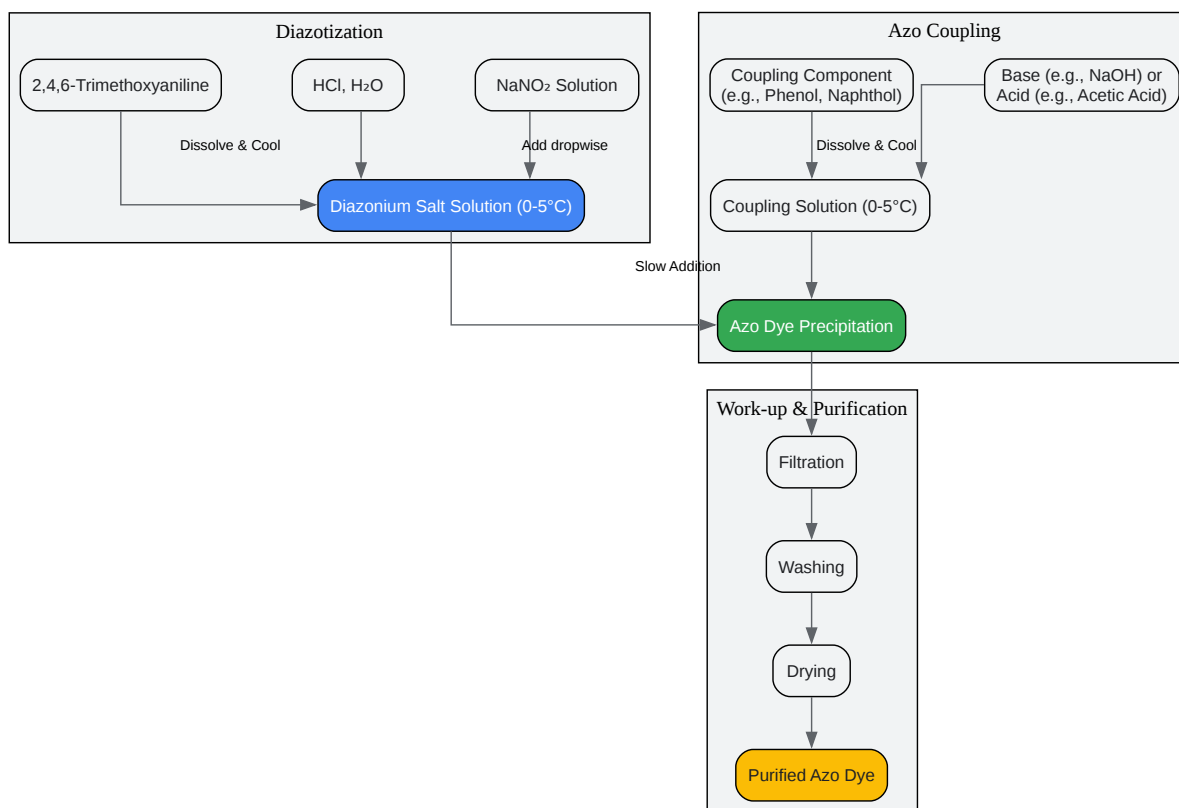 Diazotization
2,4,6-Trimethoxyaniline
HCl, H₂O
NaNO₂ Solution
Dissolve & Cool
Add dropwise
Diazonium Salt Solution (0-5°C)
Azo Coupling
Coupling Component
(e.g., Phenol, Naphthol)
Base (e.g., NaOH) or
Acid (e.g., Acetic Acid)
Dissolve & Cool
Coupling Solution (0-5°C)
Slow Addition
Azo Dye Precipitation
Work-up & Purification
Filtration
Washing
Drying
Purified Azo Dye